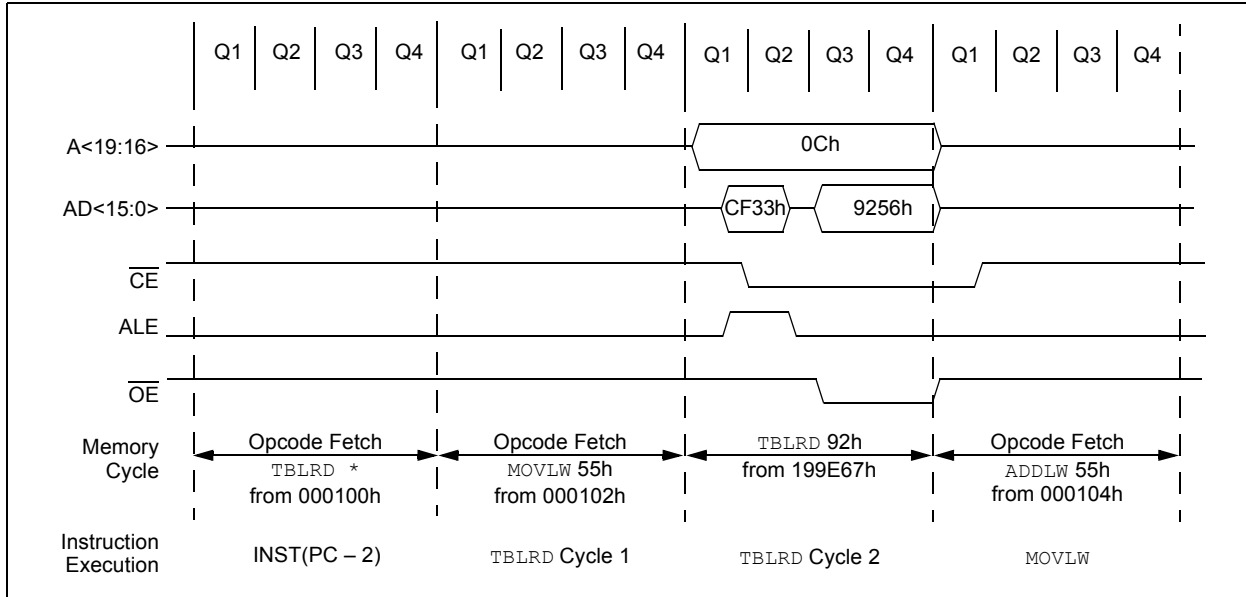 Q1 Q2 Q3 Q4 Q1 Q2 Q3 Q4 Q1 Q2 Q3 Q4 Q1 Q2 Q3 Q4
A<19:16>
0Ch
AD<15:0>
CF33h
9256h
CE
ALE
OE
Memory
Cycle
Opcode Fetch
TBLRD *
from 000100h
Opcode Fetch
MOVLW 55h
from 000102h
TBLRD 92h
from 199E67h
Opcode Fetch
ADDLW 55h
from 000104h
Instruction
Execution
INST(PC – 2)
TBLRD Cycle 1
TBLRD Cycle 2
MOVLW